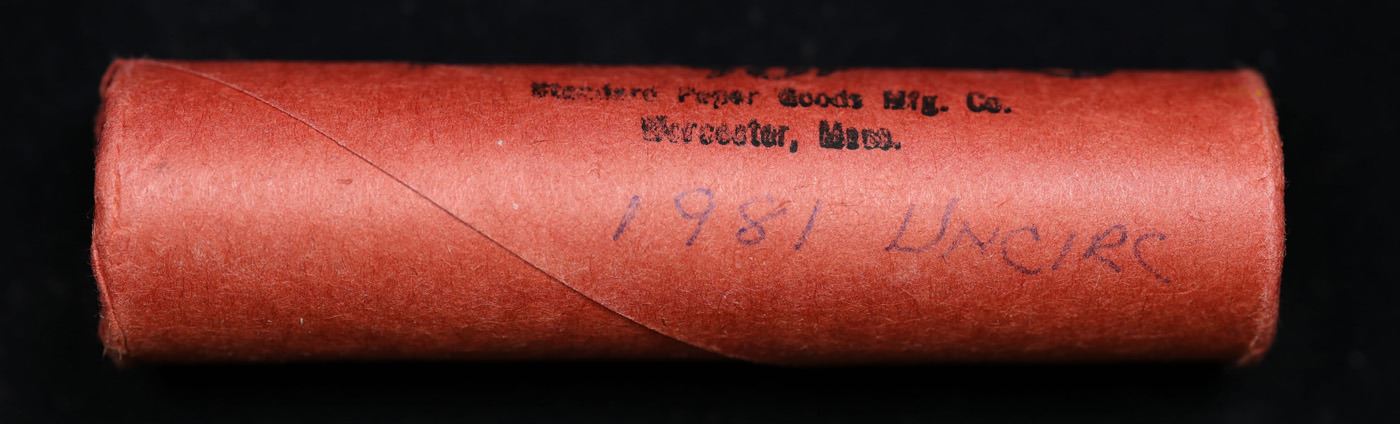 Standard Paper Goods Mfg. Co.
Worcester, Mass.
1981 UNCIRC